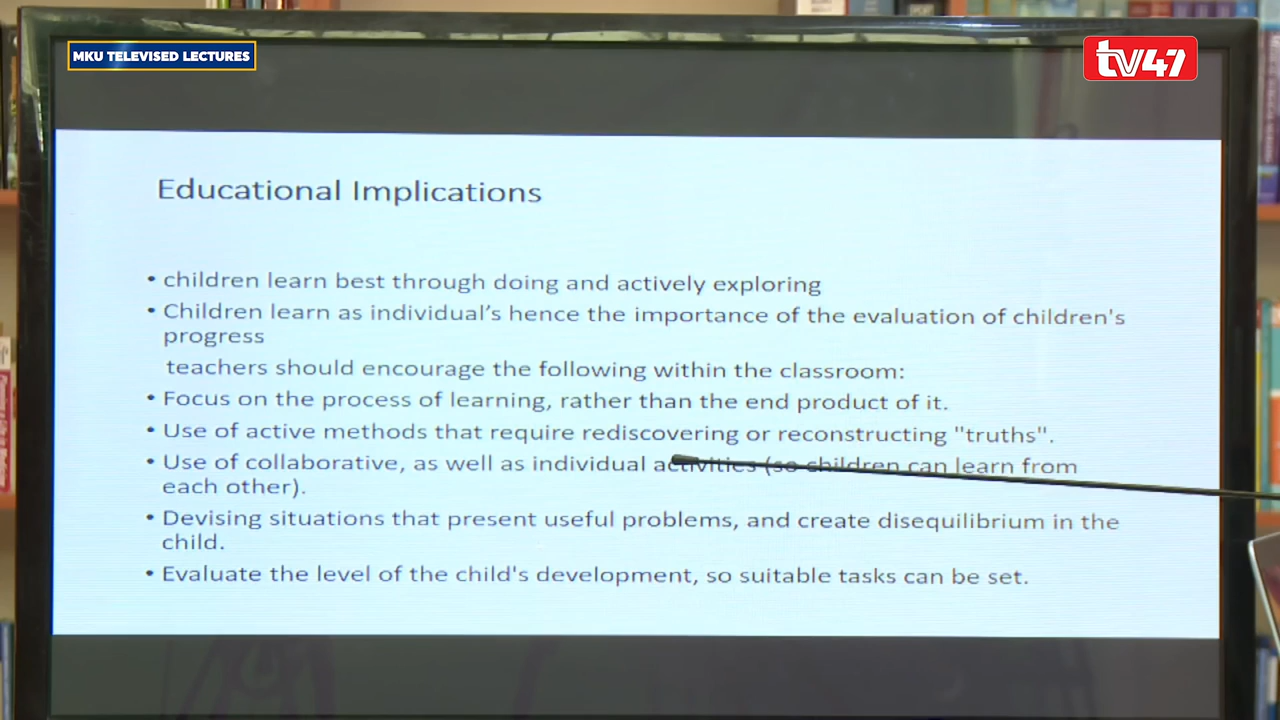 MKU TELEVISED LECTURES
tv47
Educational Implications
• children learn best through doing and actively exploring
• Children learn as individual’s hence the importance of the evaluation of children's
progress
teachers should encourage the following within the classroom:
• Focus on the process of learning, rather than the end product of it.
• Use of active methods that require rediscovering or reconstructing "truths".
• Use of collaborative, as well as individual activities (so children can learn from
each other).
• Devising situations that present useful problems, and create disequilibrium in the
child.
• Evaluate the level of the child's development, so suitable tasks can be set.